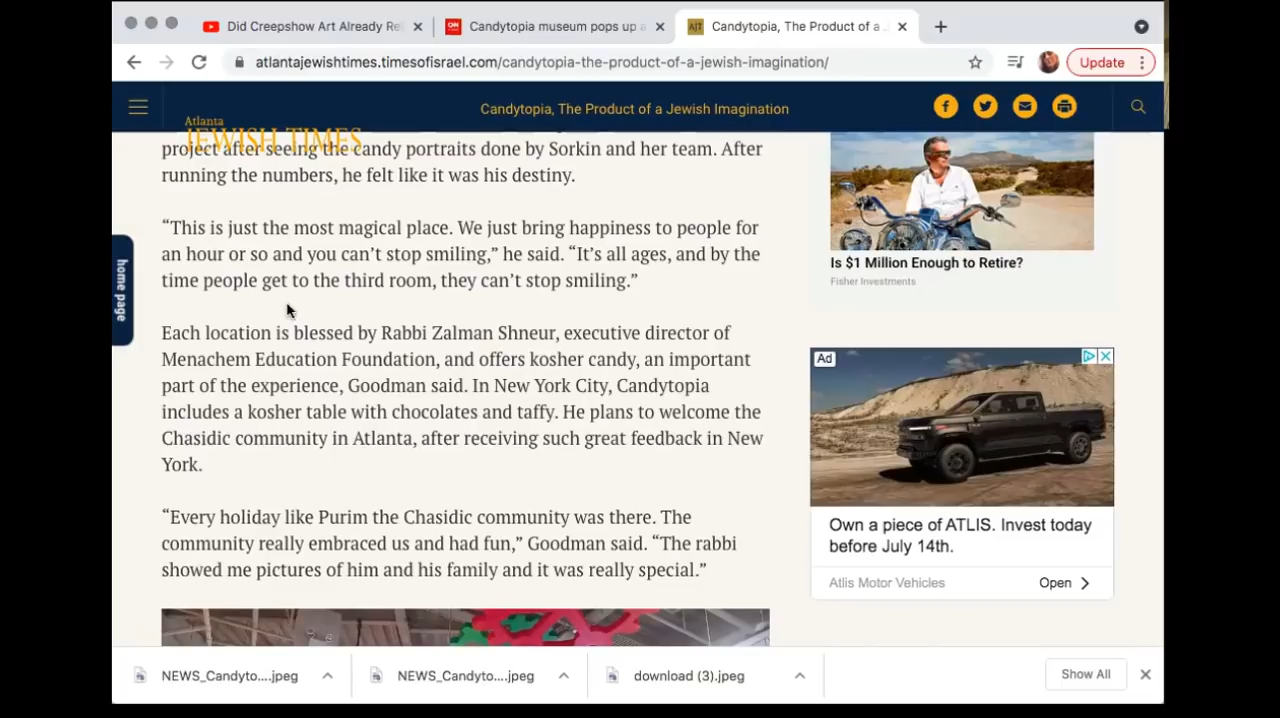 Did Creepshow Art Already Re
Candytopia museum pops up a
Candytopia, The Product of a
atlantajewishtimes.timesofisrael.com/candytopia-the-product-of-a-jewish-imagination/
Update
Atlanta
JEWISH TIMES
Candytopia, The Product of a Jewish Imagination
home page
project after seeing the candy portraits done by Sorkin and her team. After
running the numbers, he felt like it was his destiny.
“This is just the most magical place. We just bring happiness to people for
an hour or so and you can’t stop smiling,” he said. “It’s all ages, and by the
time people get to the third room, they can’t stop smiling.”
Each location is blessed by Rabbi Zalman Shneur, executive director of
Menachem Education Foundation, and offers kosher candy, an important
part of the experience, Goodman said. In New York City, Candytopia
includes a kosher table with chocolates and taffy. He plans to welcome the
Chasidic community in Atlanta, after receiving such great feedback in New
York.
“Every holiday like Purim the Chasidic community was there. The
community really embraced us and had fun,” Goodman said. “The rabbi
showed me pictures of him and his family and it was really special.”
Is $1 Million Enough to Retire?
Fisher Investments
Ad
Own a piece of ATLIS. Invest today
before July 14th.
Atlis Motor Vehicles
Open
NEWS_Candyto....jpeg
NEWS_Candyto....jpeg
download (3).jpeg
Show All